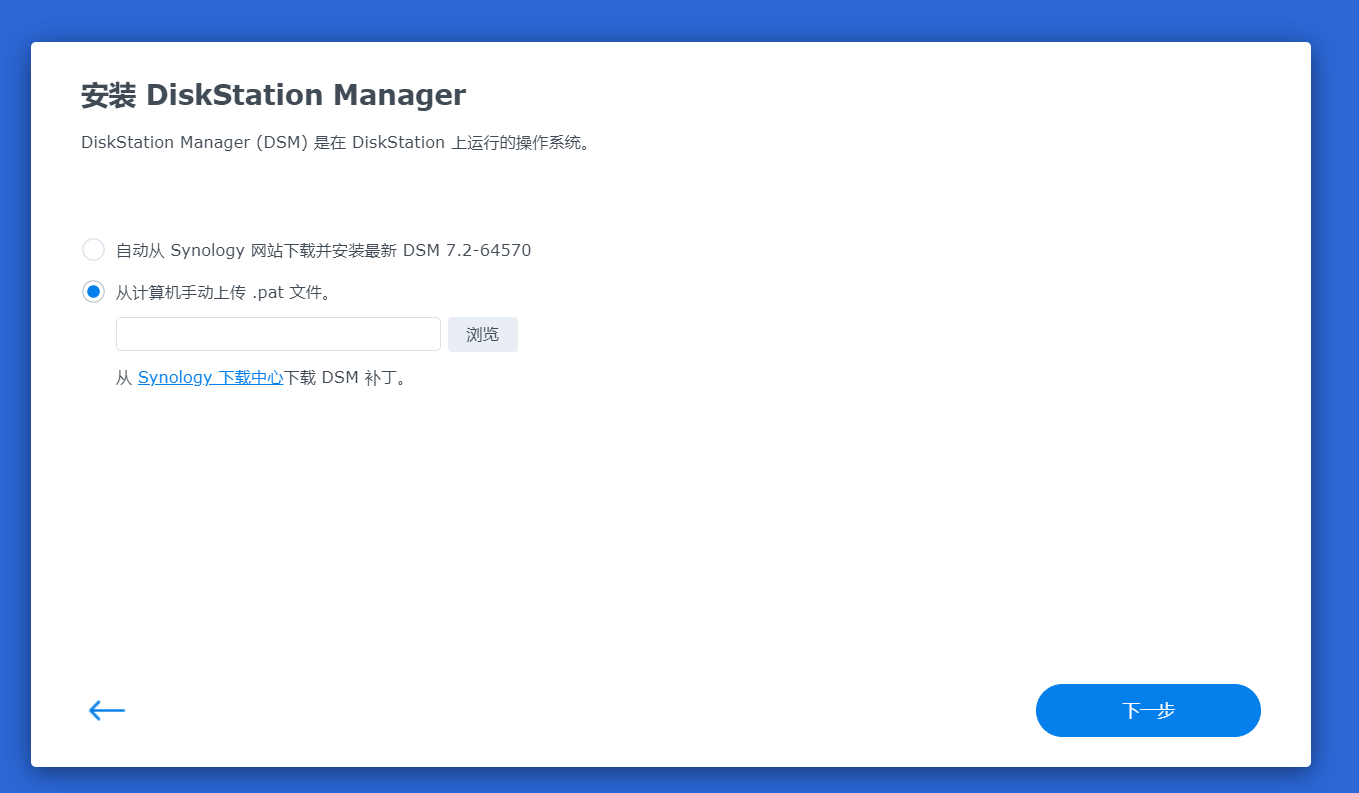 安装 DiskStation Manager
DiskStation Manager (DSM) 是在 DiskStation 上运行的操作系统。
自动从 Synology 网站下载并安装最新 DSM 7.2-64570
从计算机手动上传 .pat 文件。
浏览
从 Synology 下载中心下载 DSM 补丁。
下一步